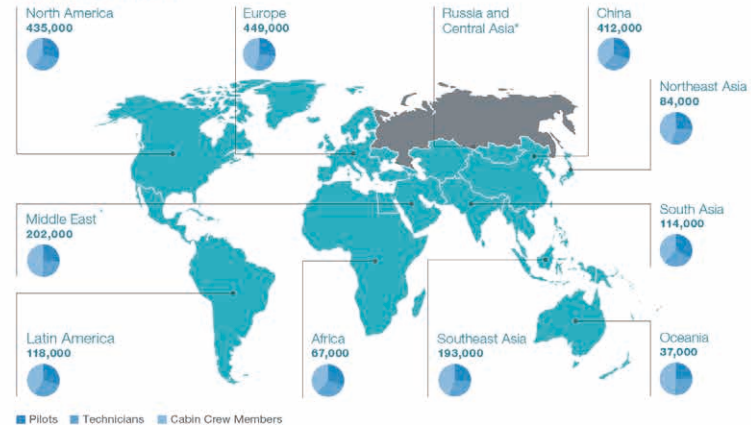 North America
435,000
Europe
449,000
Russia and
Central Asia*
China
412,000
Northeast Asia
84,000
Middle East
202,000
South Asia
114,000
Latin America
118,000
Africa
67,000
Southeast Asia
193,000
Oceania
37,000
Pilots Technicians Cabin Crew Members